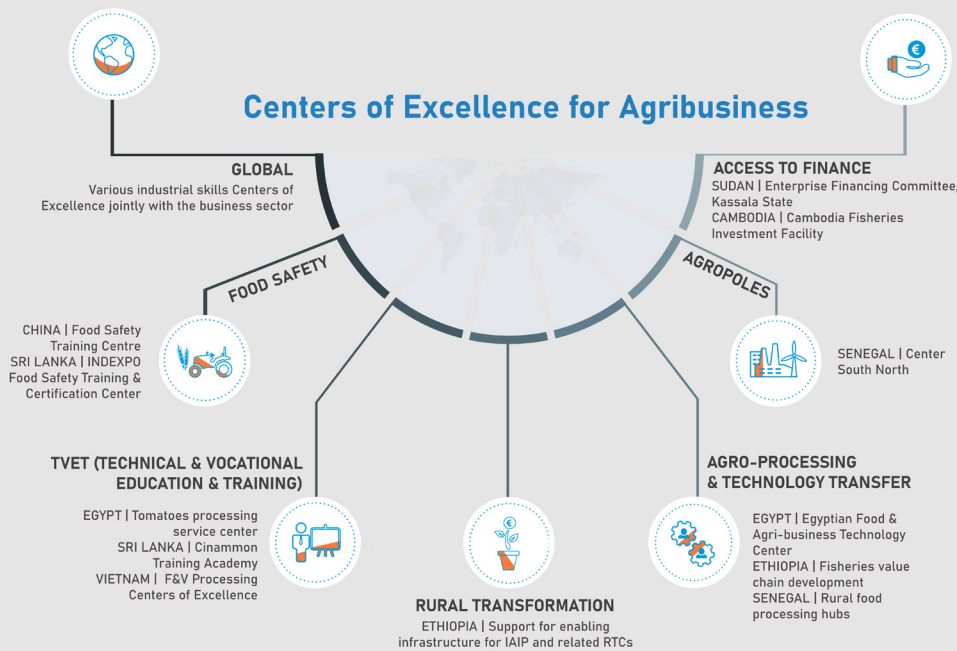 Centers of Excellence for Agribusiness
GLOBAL
Various industrial skills Centers of
Excellence jointly with the business sector
ACCESS TO FINANCE
SUDAN | Enterprise Financing Committee,
Kassala State
CAMBODIA | Cambodia Fisheries
Investment Facility
FOOD SAFETY
CHINA | Food Safety
Training Centre
SRI LANKA | INDEXPO
Food Safety Training &
Certification Center
AGROPOLES
SENEGAL | Center
South North
TVET (TECHNICAL & VOCATIONAL
EDUCATION & TRAINING)
EGYPT | Tomatoes processing
service center
SRI LANKA | Cinammon
Training Academy
VIETNAM | F&V Processing
Centers of Excellence
RURAL TRANSFORMATION
ETHIOPIA | Support for enabling
infrastructure for IAIP and related RTCs
AGRO-PROCESSING
& TECHNOLOGY TRANSFER
EGYPT | Egyptian Food &
Agri-business Technology
Center
ETHIOPIA | Fisheries value
chain development
SENEGAL | Rural food
processing hubs
€
€